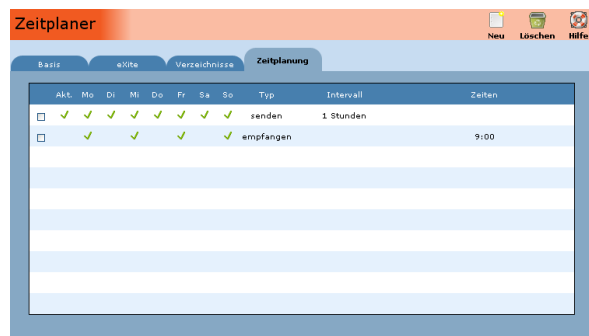 Zeitplaner
Neu Löschen Hilfe
Basis eXite Verzeichnisse Zeitplanung
Akt. Mo Di Mi Do Fr Sa So Typ Intervall Zeiten
senden 1 Stunden
empfangen 9:00